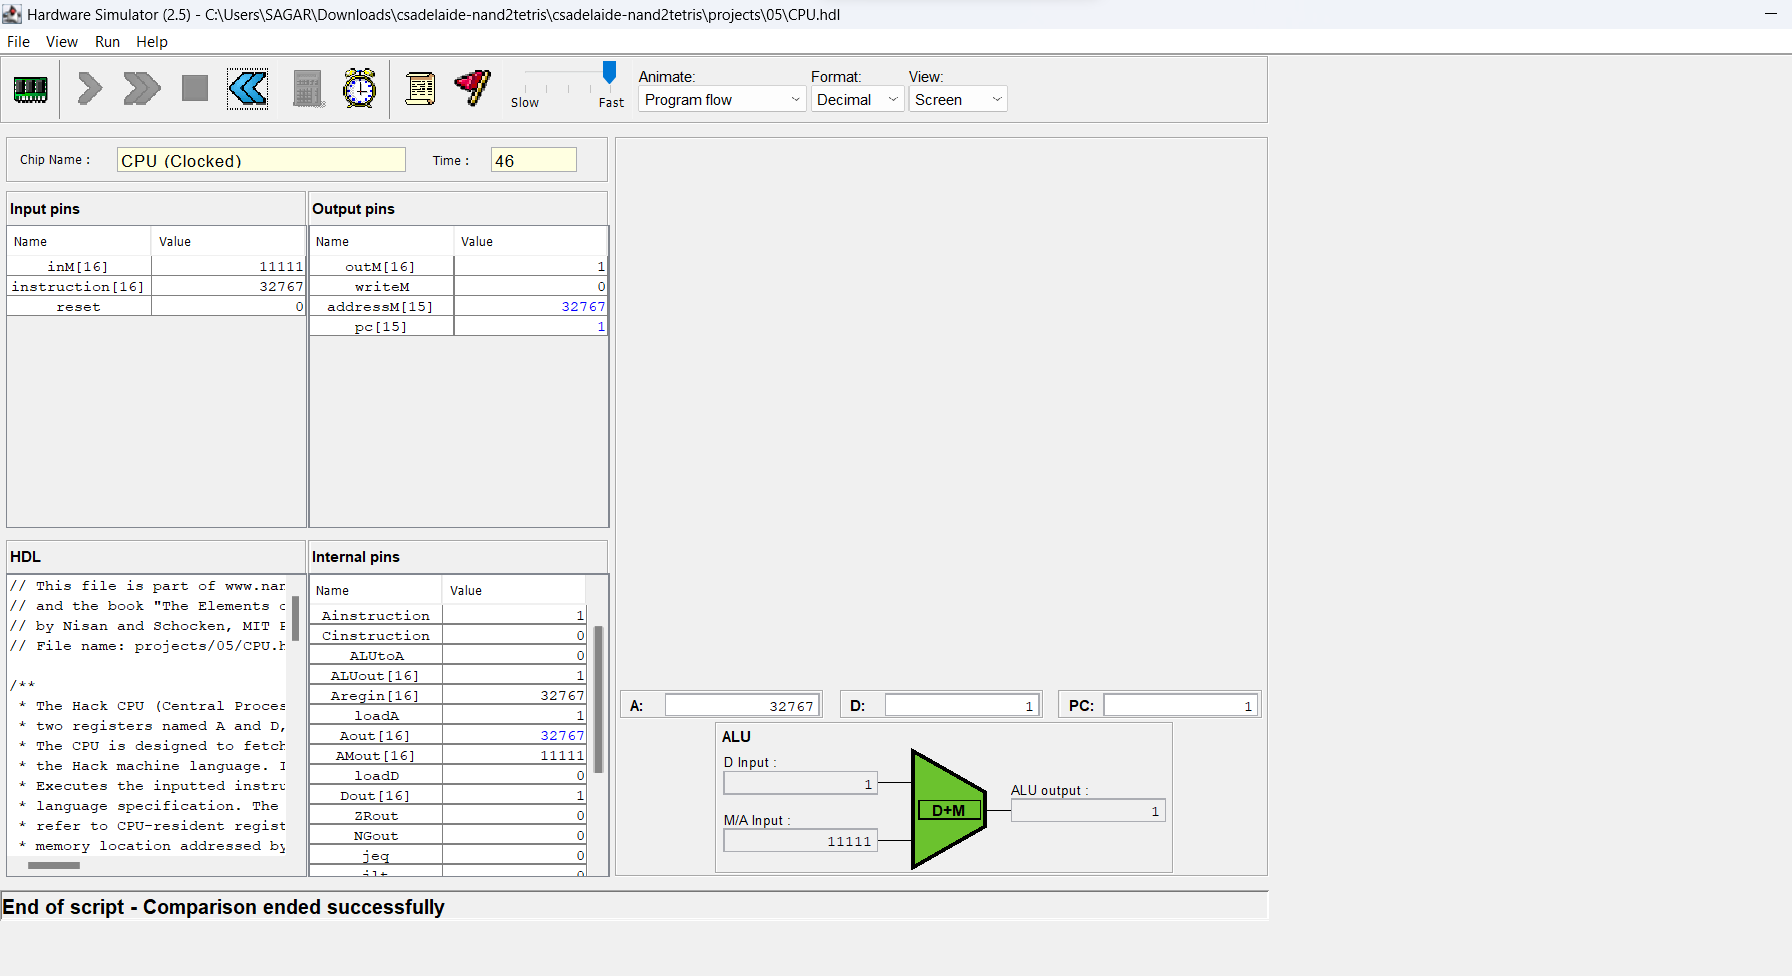 Hardware Simulator (2.5) - C:\Users\SAGAR\Downloads\csadelaide-nand2tetris\csadelaide-nand2tetris\projects\05\CPU.hdl
File View Run Help
Slow Fast
Animate: Format: View:
Program flow Decimal Screen
Chip Name : CPU (Clocked) Time : 46
Input pins
Name Value
inM[16] 11111
instruction[16] 32767
reset 0
Output pins
Name Value
outM[16] 1
writeM 0
addressM[15] 32767
pc[15] 1
HDL
// This file is part of www.nan
// and the book "The Elements o
// by Nisan and Schocken, MIT P
// File name: projects/05/CPU.h
/**
* The Hack CPU (Central Proces
* two registers named A and D,
* The CPU is designed to fetch
* the Hack machine language. I
* Executes the inputted instru
* language specification. The
* refer to CPU-resident regist
* memory location addressed by
Internal pins
Name Value
Ainstruction 1
Cinstruction 0
ALUtoA 0
ALUout[16] 1
Aregin[16] 32767
loadA 1
Aout[16] 32767
AMout[16] 11111
loadD 0
Dout[16] 1
ZRout 0
NGout 0
jeq 0
jlt 0
A: 32767 D: 1 PC: 1
ALU
D Input :
1
M/A Input :
11111
D+M
ALU output :
1
End of script - Comparison ended successfully